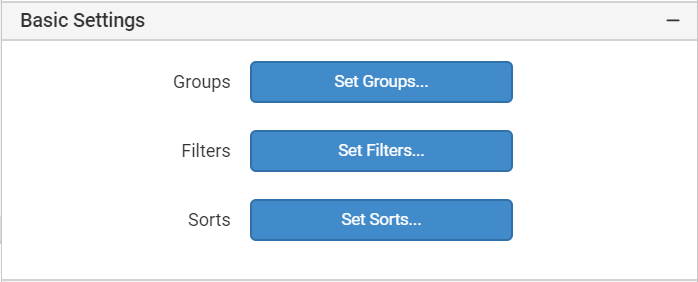 Basic Settings
Groups Set Groups...
Filters Set Filters...
Sorts Set Sorts...